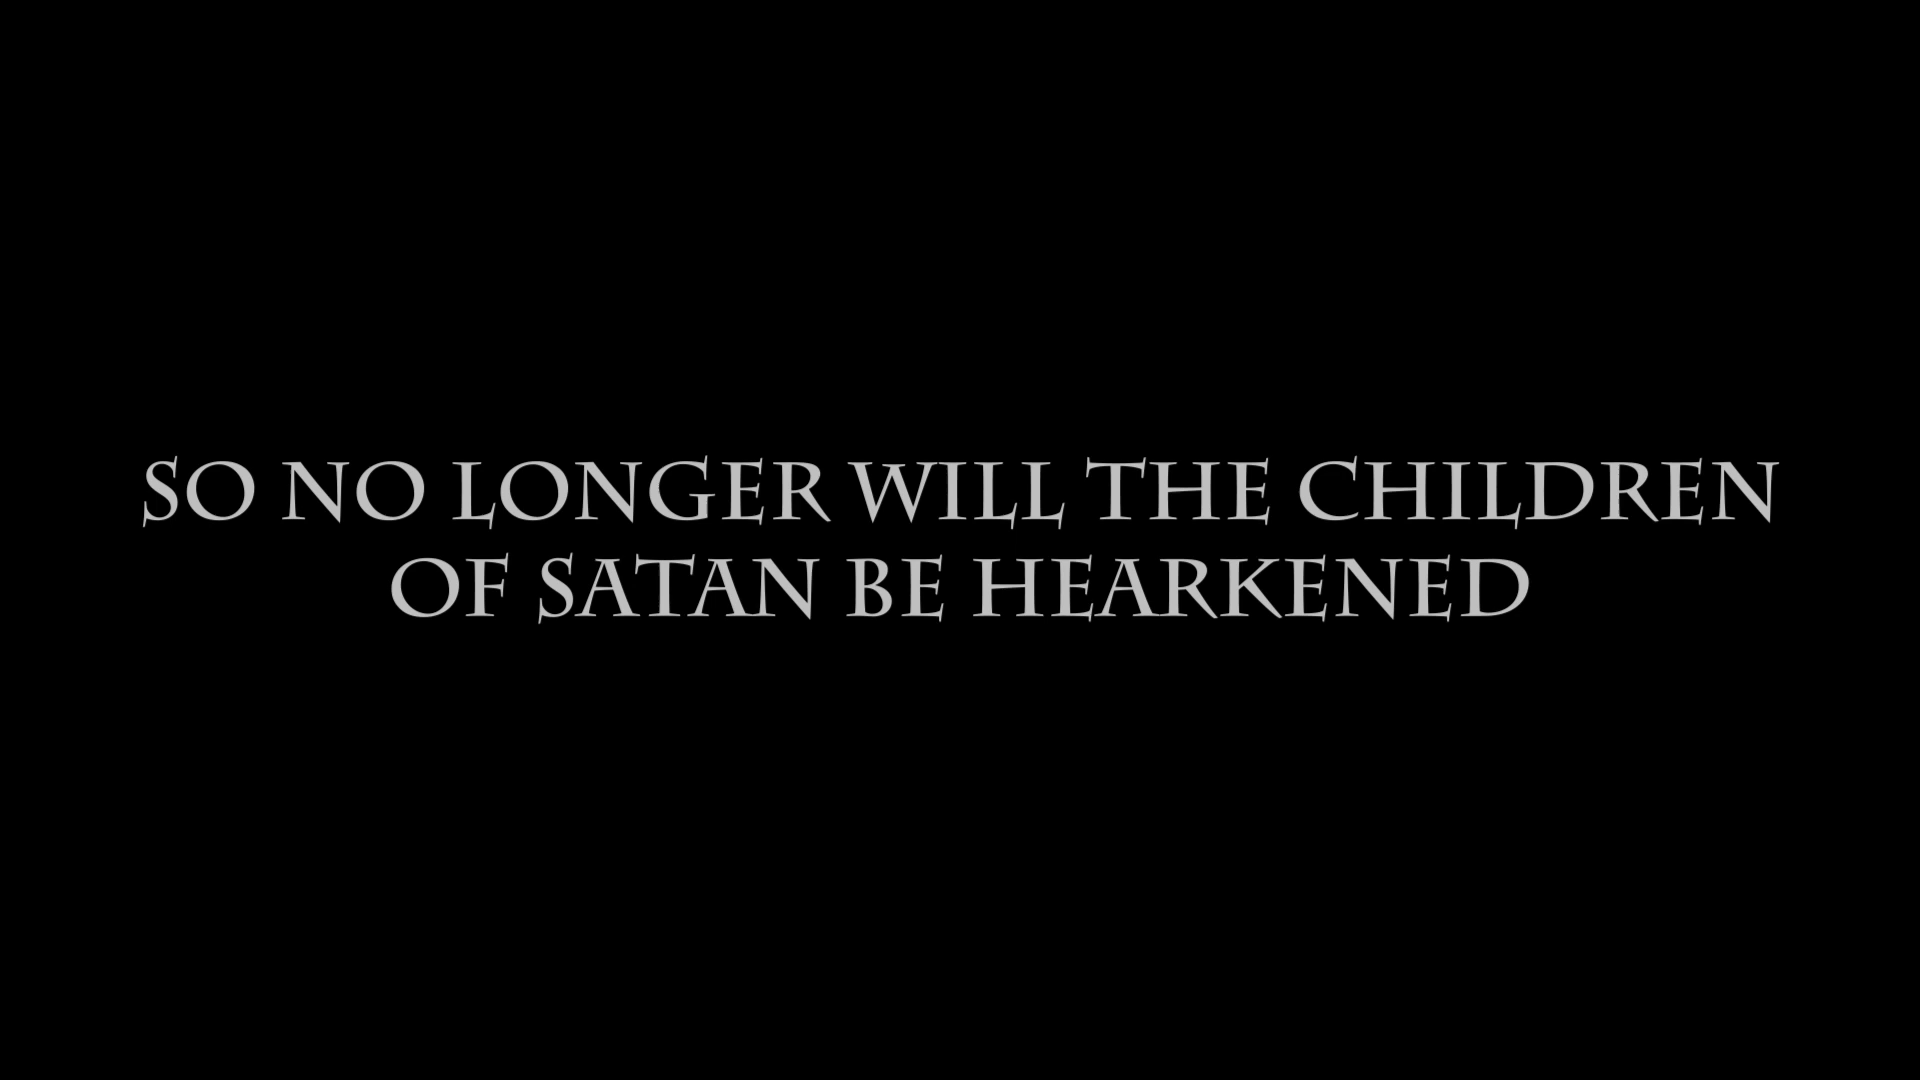 SO NO LONGER WILL THE CHILDREN
OF SATAN BE HEARKENED